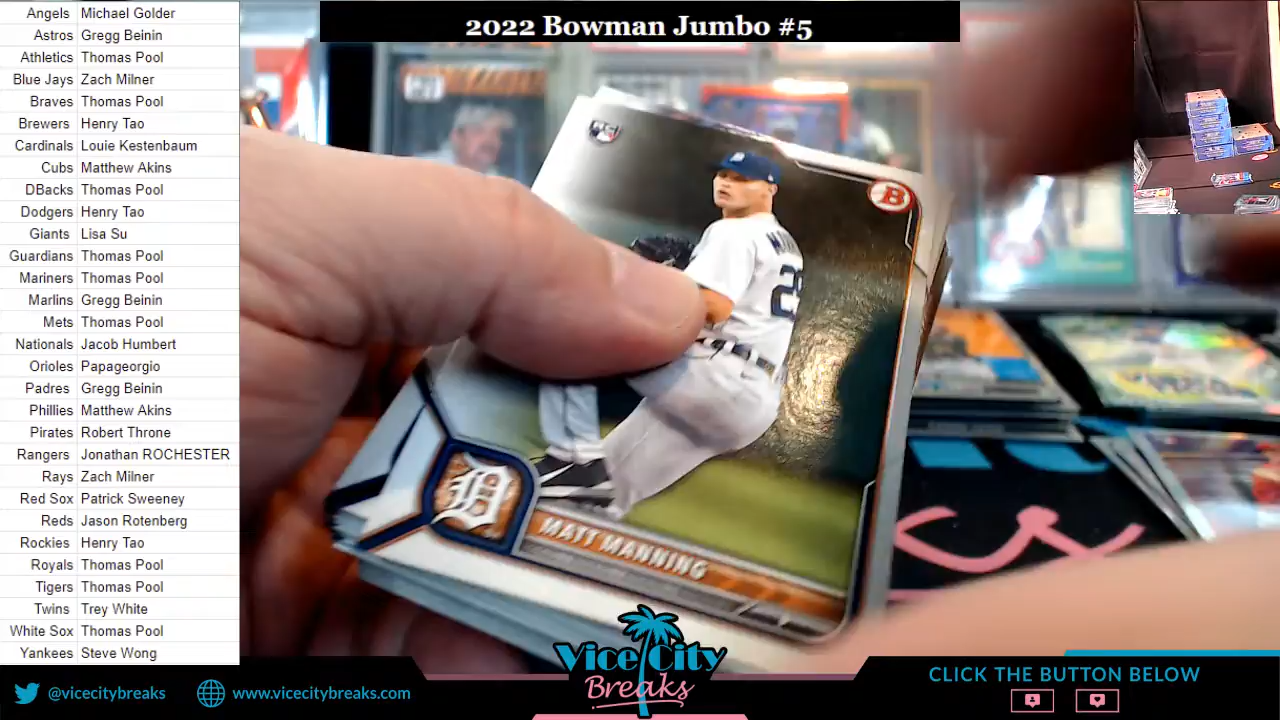 2022 Bowman Jumbo #5
Angels Michael Golder
Astros Gregg Beinin
Athletics Thomas Pool
Blue Jays Zach Milner
Braves Thomas Pool
Brewers Henry Tao
Cardinals Louie Kestenbaum
Cubs Matthew Akins
DBacks Thomas Pool
Dodgers Henry Tao
Giants Lisa Su
Guardians Thomas Pool
Mariners Thomas Pool
Marlins Gregg Beinin
Mets Thomas Pool
Nationals Jacob Humbert
Orioles Papageorgio
Padres Gregg Beinin
Phillies Matthew Akins
Pirates Robert Throne
Rangers Jonathan ROCHESTER
Rays Zach Milner
Red Sox Patrick Sweeney
Reds Jason Rotenberg
Rockies Henry Tao
Royals Thomas Pool
Tigers Thomas Pool
Twins Trey White
White Sox Thomas Pool
Yankees Steve Wong
RC
B
D
MATT MANNING
Vice City
Breaks
@vicecitybreaks
www.vicecitybreaks.com
CLICK THE BUTTON BELOW